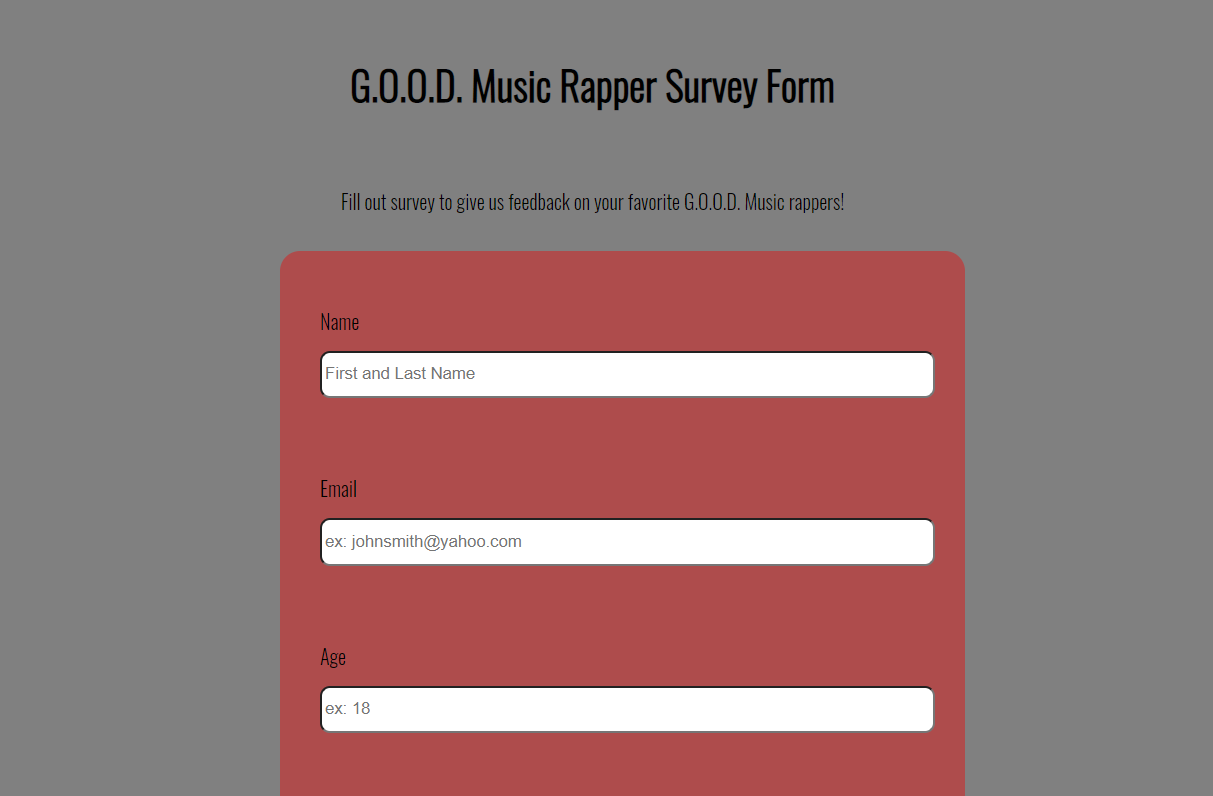 G.O.O.D. Music Rapper Survey Form
Fill out survey to give us feedback on your favorite G.O.O.D. Music rappers!
Name
First and Last Name
Email
ex: johnsmith@yahoo.com
Age
ex: 18